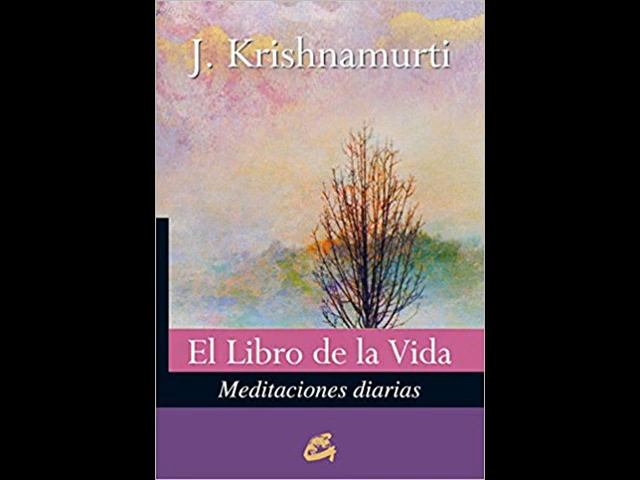 J. Krishnamurti
El Libro de la Vida
Meditaciones diarias